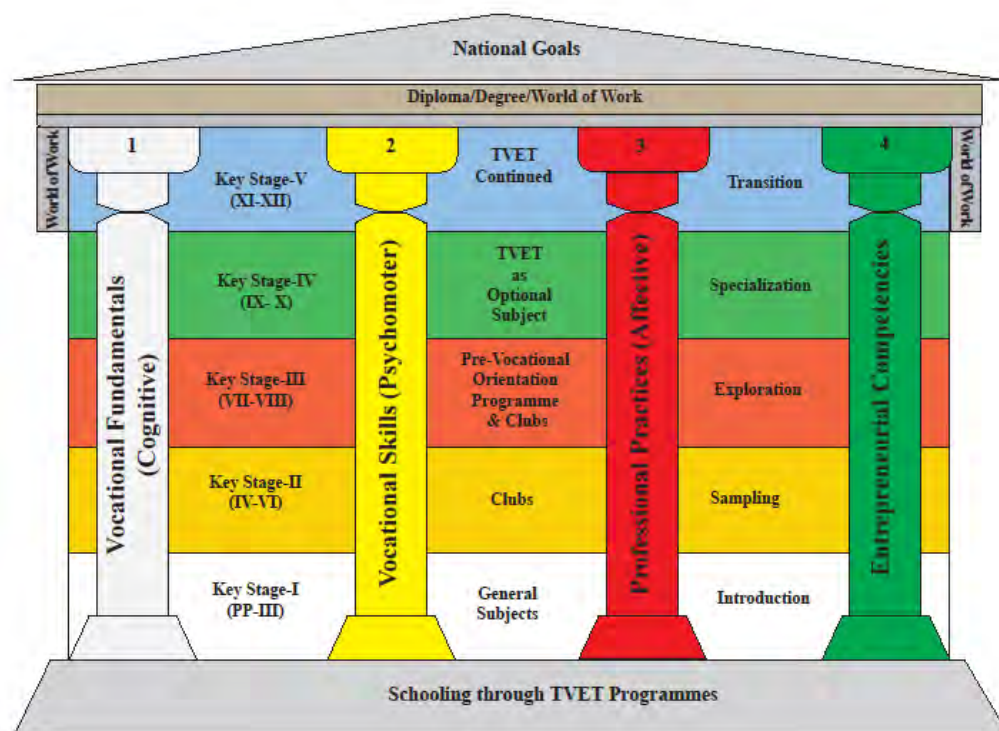 National Goals
Diploma/Degree/World of Work
World of Work
1
2
3
4
World of Work
Key Stage-V
(XI-XII)
TVET
Continued
Transition
Key Stage-IV
(IX- X)
TVET
as
Optional
Subject
Specialization
Key Stage-III
(VII-VIII)
Pre-Vocational
Orientation
Programme
& Clubs
Exploration
Key Stage-II
(IV-VI)
Clubs
Sampling
Key Stage-I
(PP-III)
General
Subjects
Introduction
Vocational Fundamentals
(Cognitive)
Vocational Skills (Psychomoter)
Professional Practices (Affective)
Entrepreneurial Competiencies
Schooling through TVET Programmes